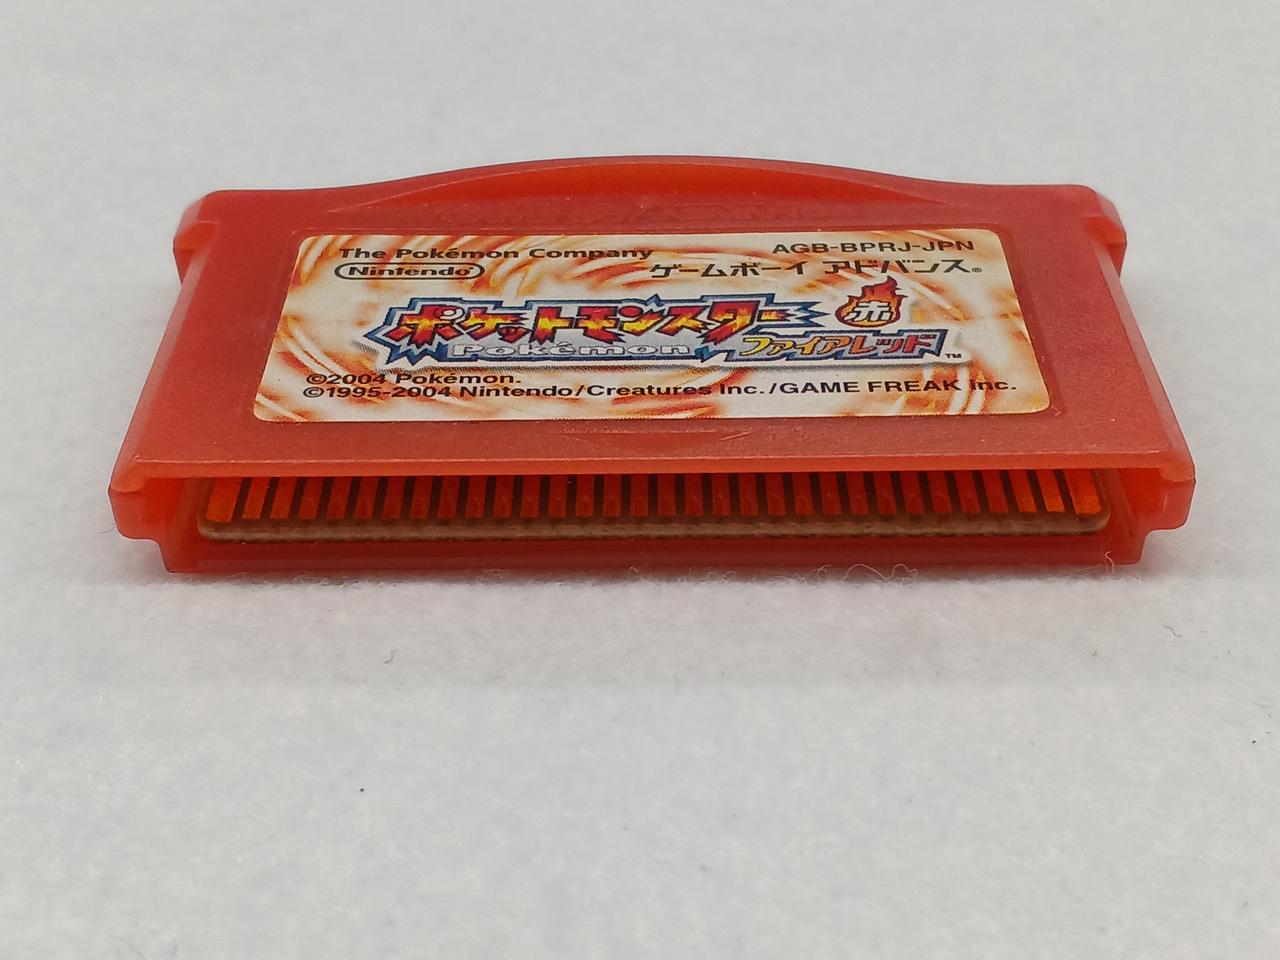 The Pokémon Company
AGB-BPRJ-JPN
Nintendo®
ゲームボーイ アドバンス®
ポケットモンスター
赤
Pokémon
ファイアレッド™
©2004 Pokémon.
©1995-2004 Nintendo/Creatures Inc./GAME FREAK inc.